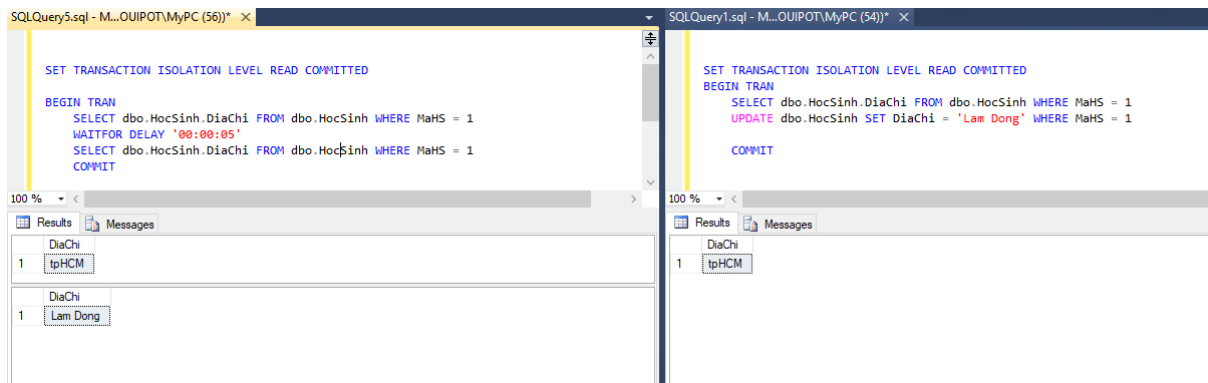 SQLQuery5.sql - M...OUIPOT\MyPC (56))*
SET TRANSACTION ISOLATION LEVEL READ COMMITTED
BEGIN TRAN
SELECT dbo.HocSinh.DiaChi FROM dbo.HocSinh WHERE MaHS = 1
WAITFOR DELAY '00:00:05'
SELECT dbo.HocSinh.DiaChi FROM dbo.HocSinh WHERE MaHS = 1
COMMIT
100 %
Results Messages
DiaChi
1 tpHCM
DiaChi
1 Lam Dong
SQLQuery1.sql - M...OUIPOT\MyPC (54))*
SET TRANSACTION ISOLATION LEVEL READ COMMITTED
BEGIN TRAN
SELECT dbo.HocSinh.DiaChi FROM dbo.HocSinh WHERE MaHS = 1
UPDATE dbo.HocSinh SET DiaChi = 'Lam Dong' WHERE MaHS = 1
COMMIT
100 %
Results Messages
DiaChi
1 tpHCM